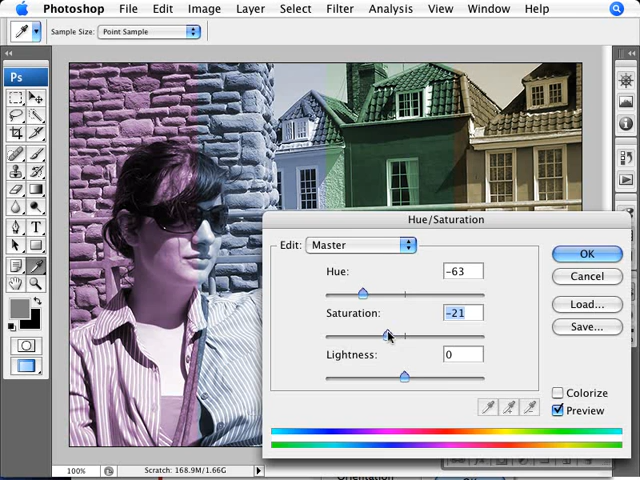 Photoshop File Edit Image Layer Select Filter Analysis View Window Help
Sample Size: Point Sample
Ps
Hue/Saturation
Edit: Master
Hue: -63
Saturation: -21
Lightness: 0
OK
Cancel
Load...
Save...
Colorize
Preview
100% Scratch: 168.9M/1.66G